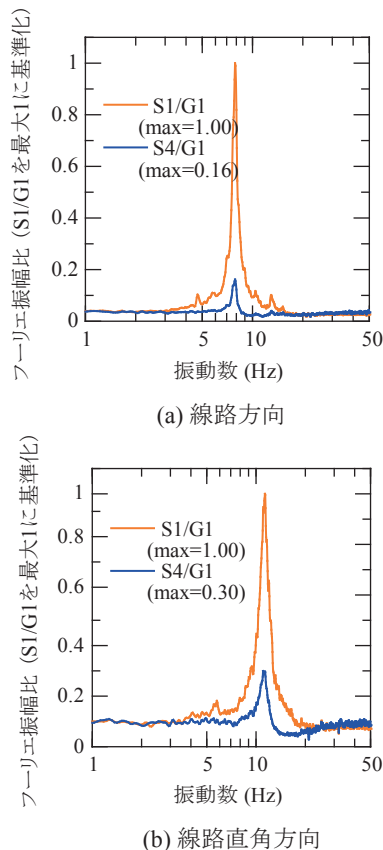 フーリエ振幅比（S1/G1を最大1に基準化）
1
0.8
0.6
0.4
0.2
0
S1/G1
(max=1.00)
S4/G1
(max=0.16)
1
5
10
50
振動数 (Hz)
(a) 線路方向
フーリエ振幅比（S1/G1を最大1に基準化）
1
0.8
0.6
0.4
0.2
0
S1/G1
(max=1.00)
S4/G1
(max=0.30)
1
5
10
50
振動数 (Hz)
(b) 線路直角方向